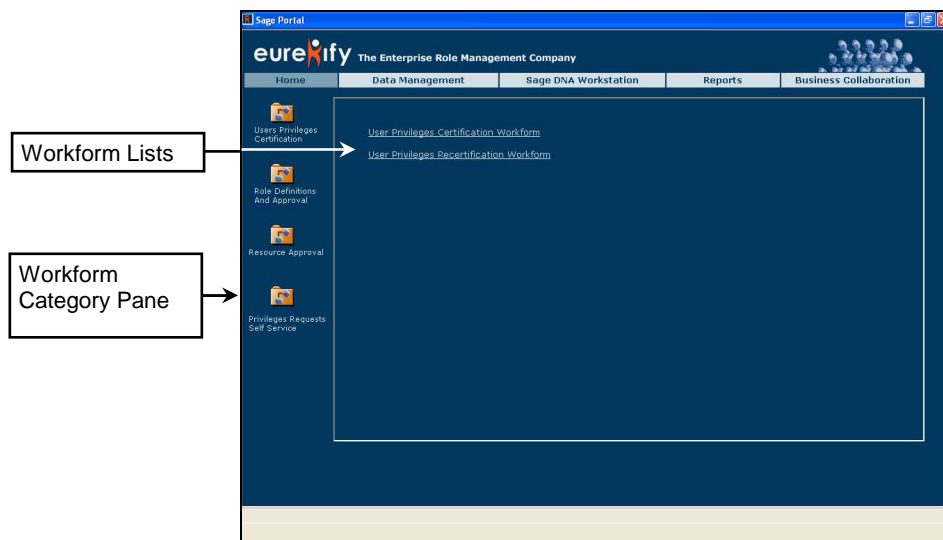 Sage Portal
eurekify The Enterprise Role Management Company
Home Data Management Sage DNA Workstation Reports Business Collaboration
Users Privileges
Certification
User Privileges Certification Workform
User Privileges Recertification Workform
Workform Lists
Role Definitions
And Approval
Resource Approval
Workform
Category Pane
Privileges Requests
Self Service